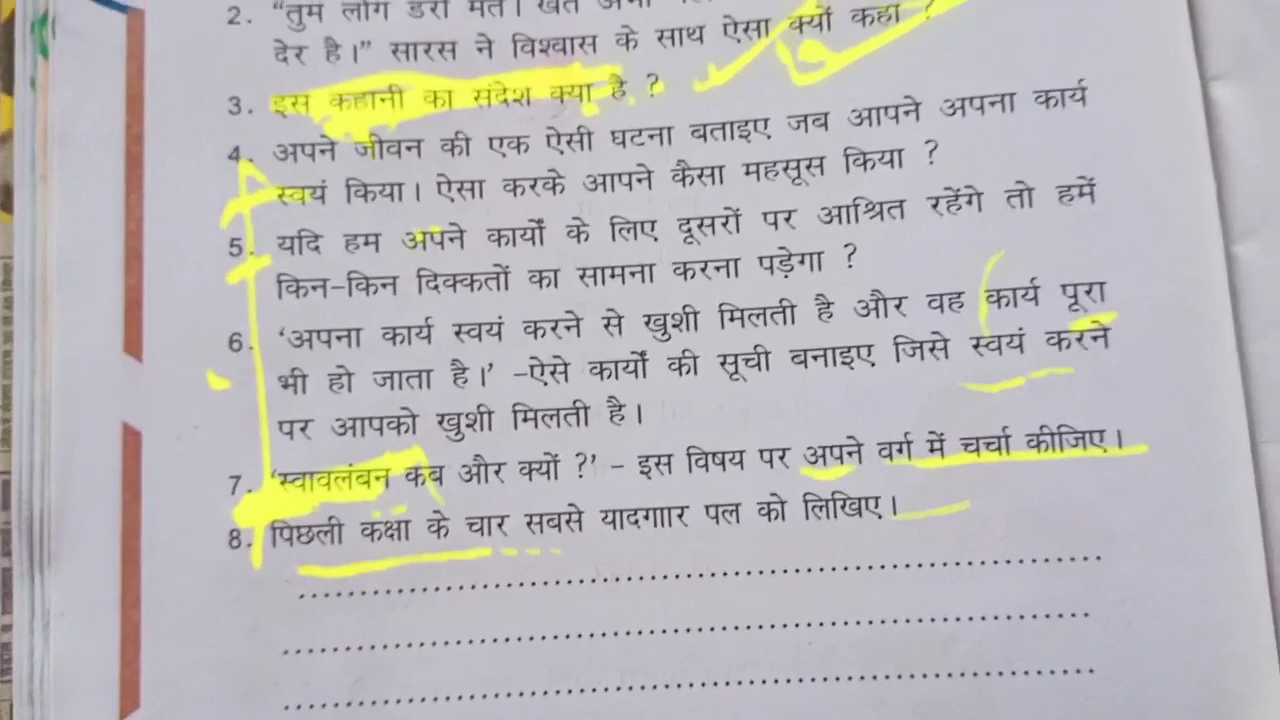 2. "तुम लोग डरो मत। खेत अभी
देर है।" सारस ने विश्वास के साथ ऐसा क्यों कहा ?
3. इस कहानी का संदेश क्या है ?
4. अपने जीवन की एक ऐसी घटना बताइए जब आपने अपना कार्य
स्वयं किया। ऐसा करके आपने कैसा महसूस किया ?
5. यदि हम अपने कार्यों के लिए दूसरों पर आश्रित रहेंगे तो हमें
किन-किन दिक्कतों का सामना करना पड़ेगा ?
6. 'अपना कार्य स्वयं करने से खुशी मिलती है और वह कार्य पूरा
भी हो जाता है।' -ऐसे कार्यों की सूची बनाइए जिसे स्वयं करने
पर आपको खुशी मिलती है।
7. 'स्वावलंबन कब और क्यों ?' - इस विषय पर अपने वर्ग में चर्चा कीजिए।
8. पिछली कक्षा के चार सबसे यादगाार पल को लिखिए।